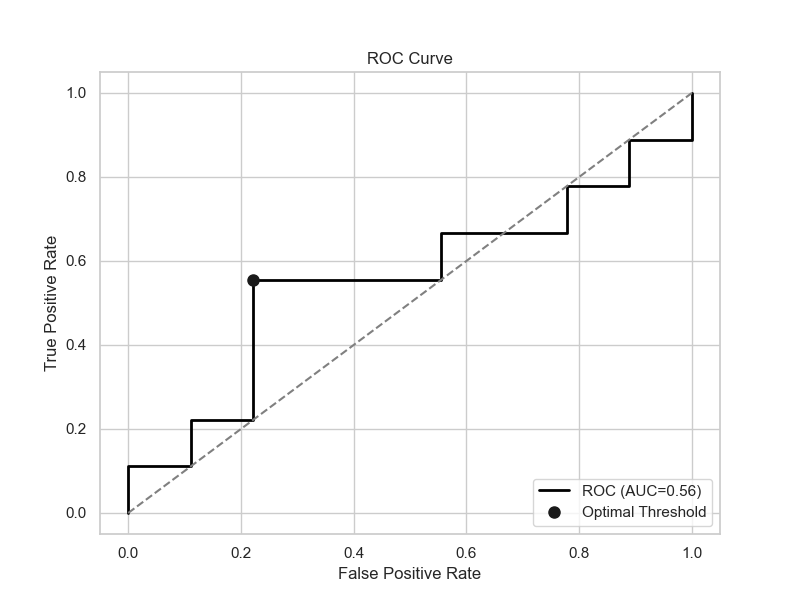 ROC Curve
True Positive Rate
1.0
0.8
0.6
0.4
0.2
0.0
0.0 0.2 0.4 0.6 0.8 1.0
False Positive Rate
ROC (AUC=0.56)
Optimal Threshold